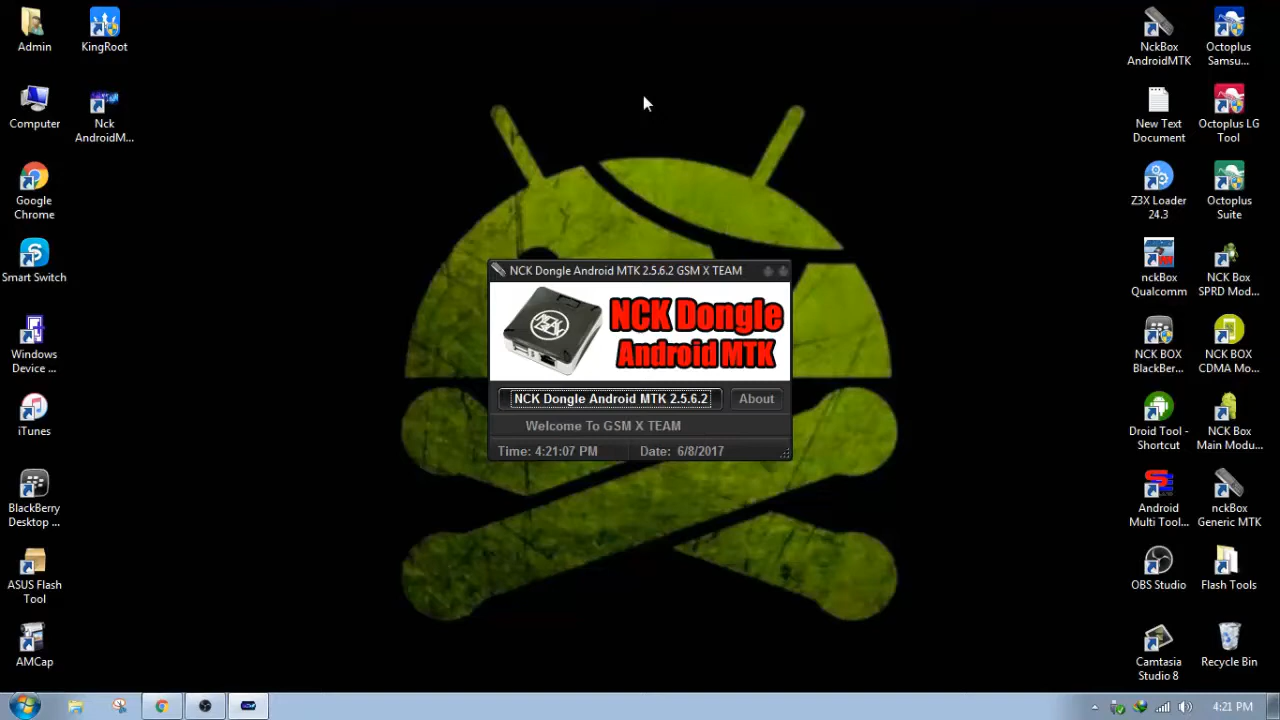 Admin
KingRoot
Computer
Nck
AndroidM...
Google
Chrome
Smart Switch
Windows
Device ...
iTunes
BlackBerry
Desktop ...
ASUS Flash
Tool
AMCap
NCK Dongle Android MTK 2.5.6.2 GSM X TEAM
NCK Dongle
Android MTK
NCK Dongle Android MTK 2.5.6.2
About
Welcome To GSM X TEAM
Time: 4:21:07 PM
Date: 6/8/2017
NckBox
AndroidMTK
Octoplus
Samsu...
New Text
Document
Octoplus LG
Tool
Z3X Loader
24.3
Octoplus
Suite
nckBox
Qualcomm
NCK Box
SPRD Mod...
NCK BOX
BlackBer...
NCK BOX
CDMA Mo...
Droid Tool -
Shortcut
NCK Box
Main Modu...
Android
Multi Tool...
nckBox
Generic MTK
OBS Studio
Flash Tools
Camtasia
Studio 8
Recycle Bin
4:21 PM